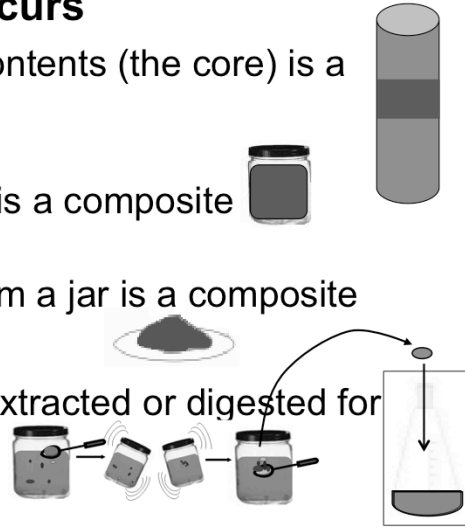 curs
ontents (the core) is a
is a composite
m a jar is a composite
xtracted or digested for